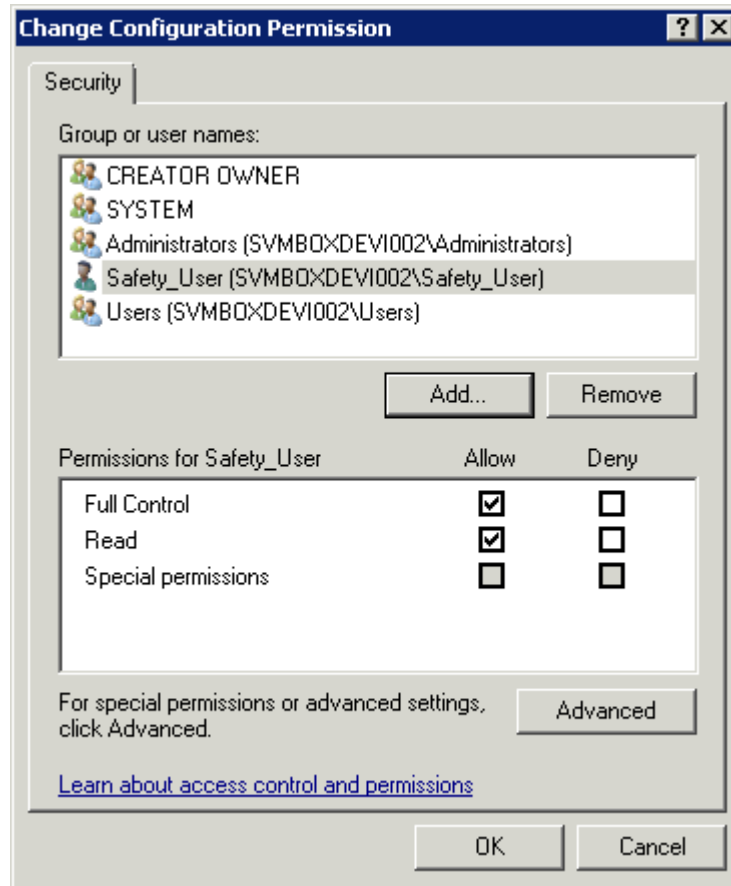 Change Configuration Permission
Security
Group or user names:
CREATOR OWNER
SYSTEM
Administrators (SVMBOXDEVI002\Administrators)
Safety_User (SVMBOXDEVI002\Safety_User)
Users (SVMBOXDEVI002\Users)
Add... Remove
Permissions for Safety_User Allow Deny
Full Control
Read
Special permissions
For special permissions or advanced settings,
click Advanced.
Advanced
Learn about access control and permissions
OK Cancel